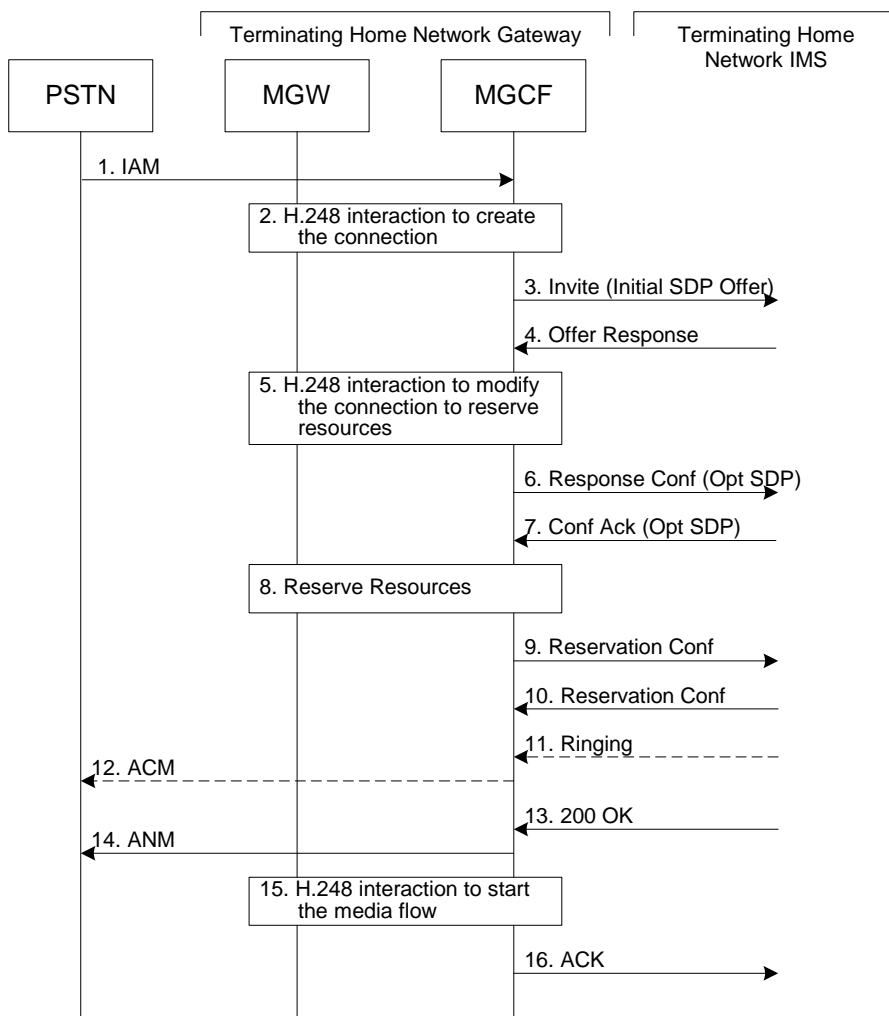 Terminating Home Network Gateway
Terminating Home
Network IMS
PSTN
MGW
MGCF
1. IAM
2. H.248 interaction to create
the connection
3. Invite (Initial SDP Offer)
4. Offer Response
5. H.248 interaction to modify
the connection to reserve
resources
6. Response Conf (Opt SDP)
7. Conf Ack (Opt SDP)
8. Reserve Resources
9. Reservation Conf
10. Reservation Conf
11. Ringing
12. ACM
13. 200 OK
14. ANM
15. H.248 interaction to start
the media flow
16. ACK